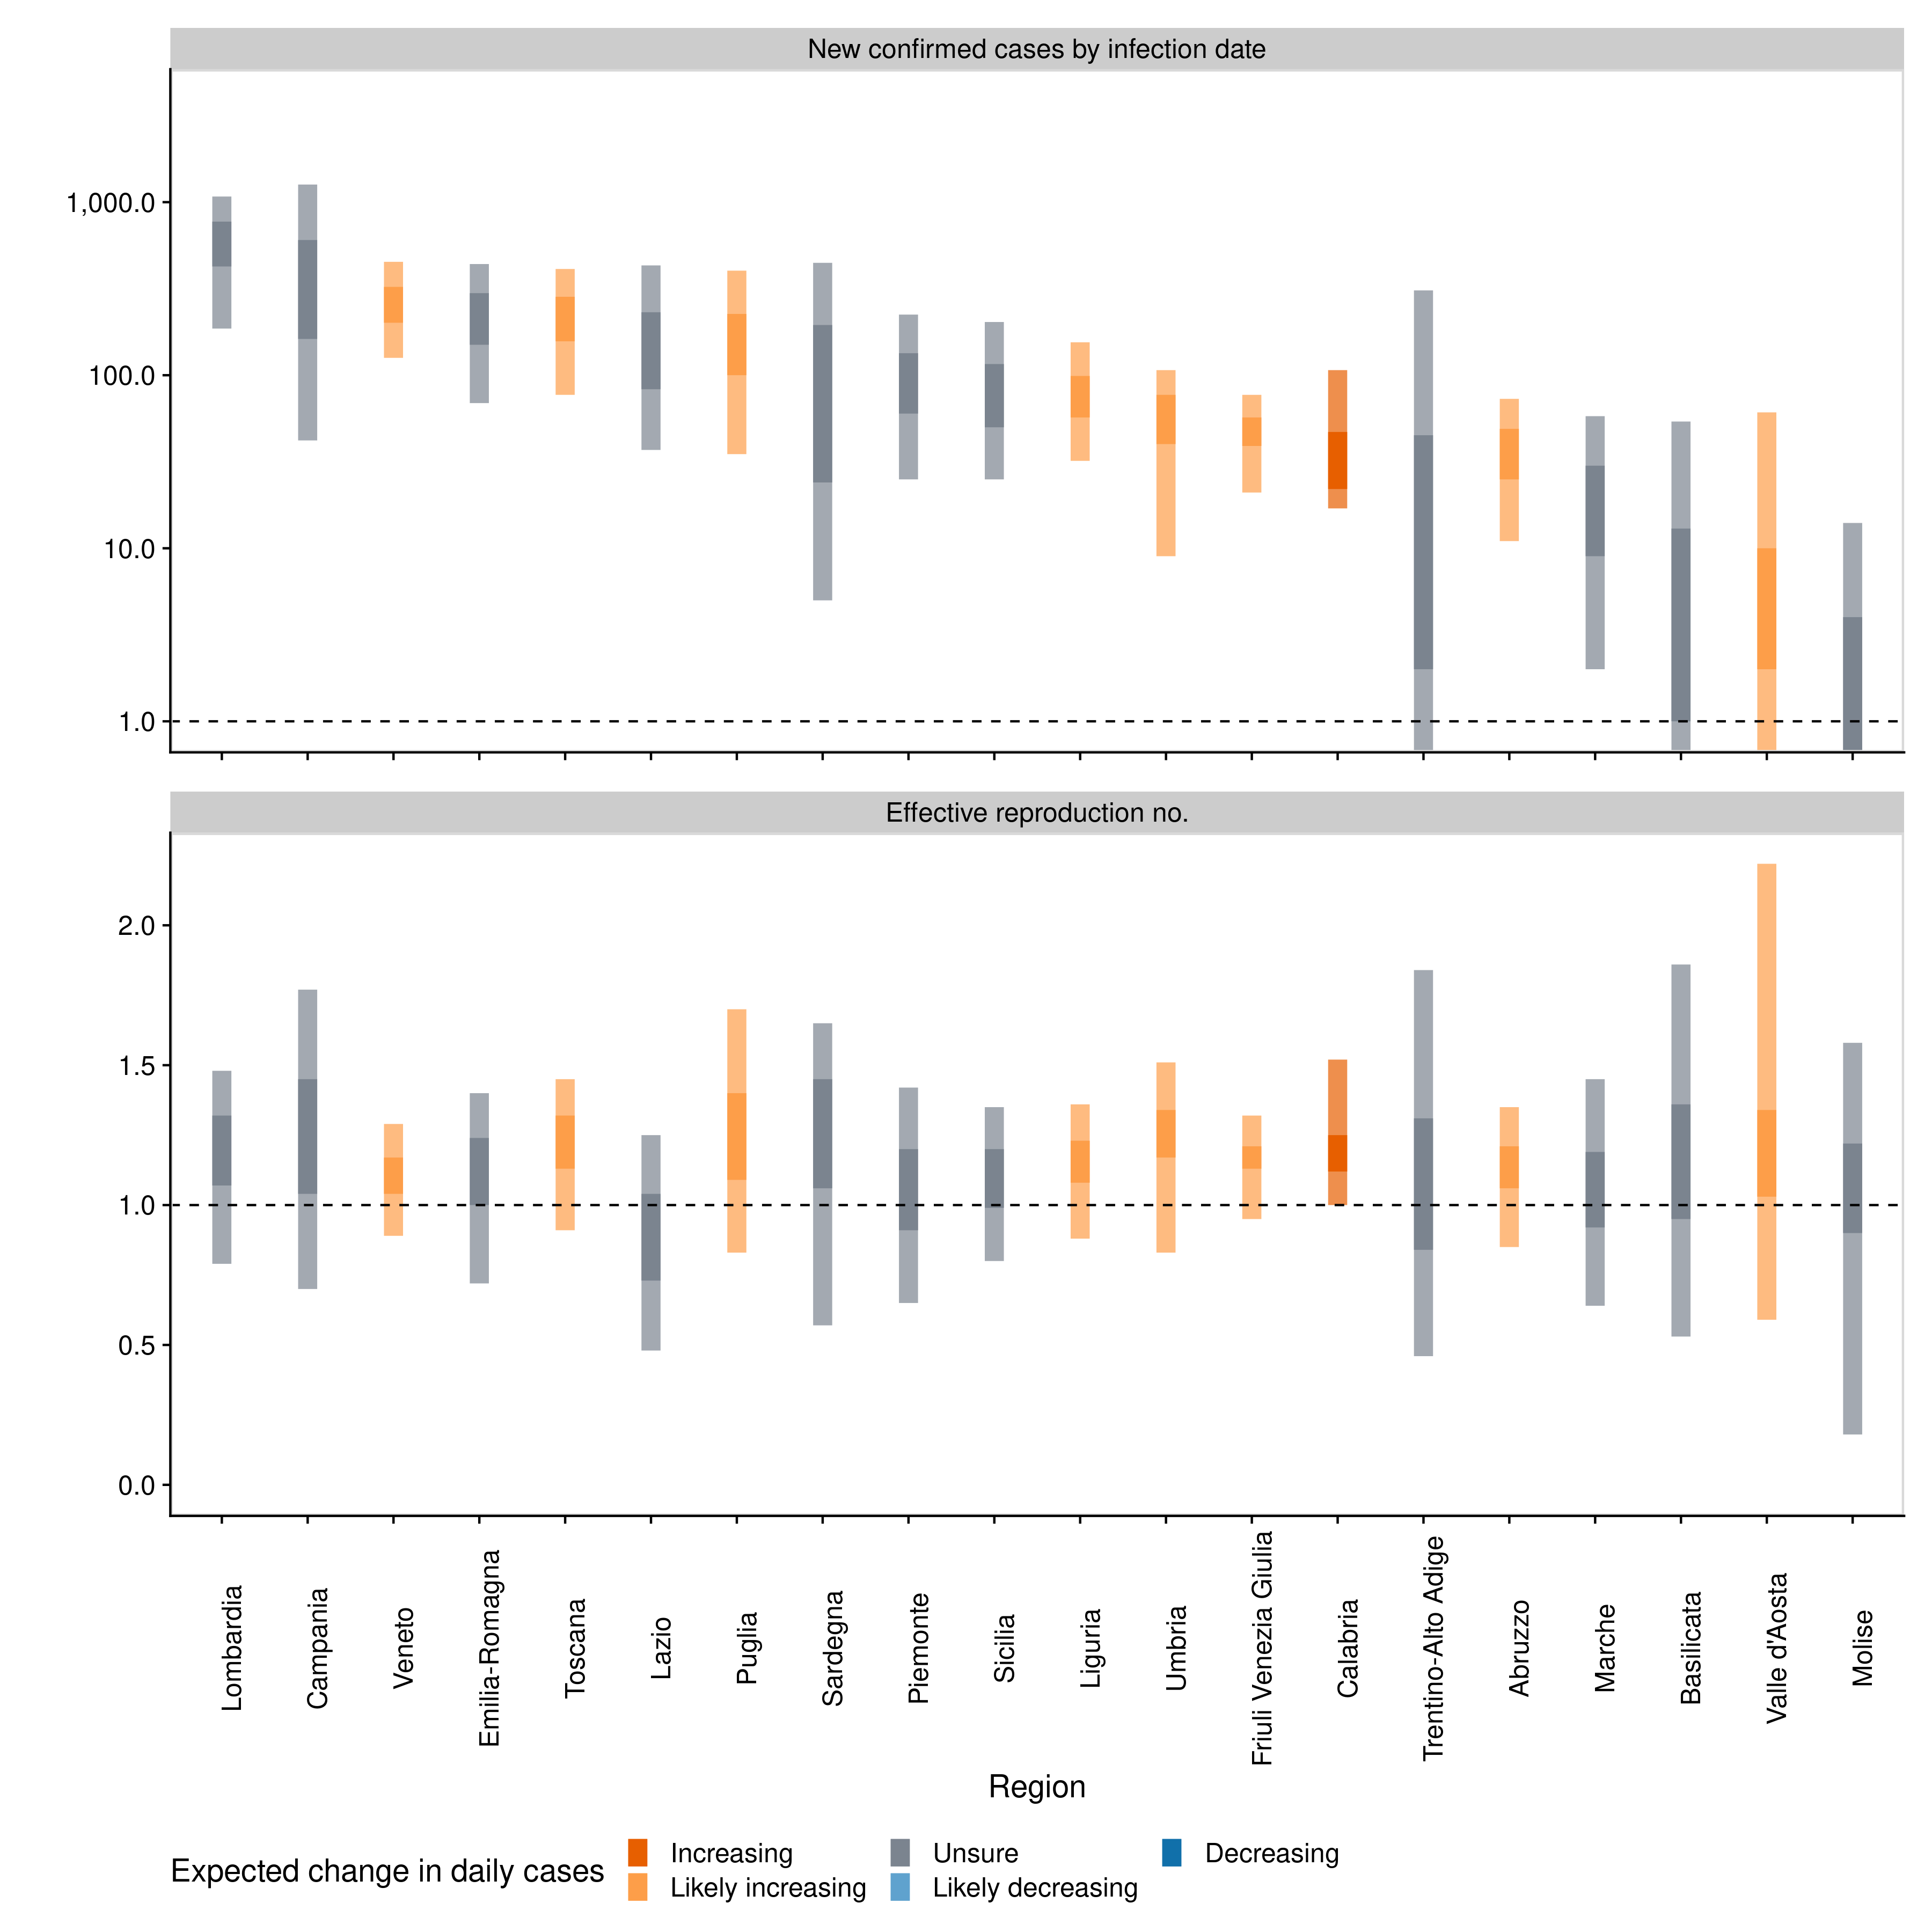 New confirmed cases by infection date
1,000.0
100.0
10.0
1.0
Effective reproduction no.
2.0
1.5
1.0
0.5
0.0
Lombardia
Campania
Veneto
Emilia-Romagna
Toscana
Lazio
Puglia
Sardegna
Piemonte
Sicilia
Liguria
Umbria
Friuli Venezia Giulia
Calabria
Trentino-Alto Adige
Abruzzo
Marche
Basilicata
Valle d'Aosta
Molise
Region
Expected change in daily cases
Increasing
Likely increasing
Unsure
Likely decreasing
Decreasing